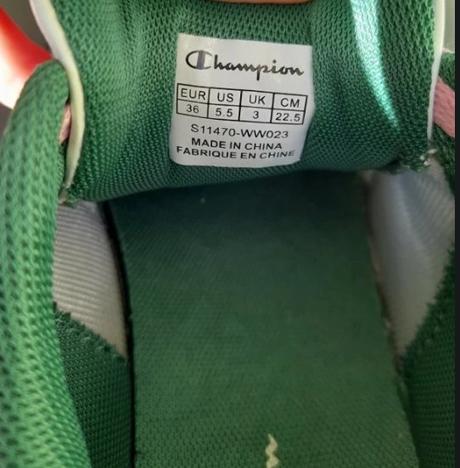 Champion
EUR US UK CM
36 5.5 3 22.5
S11470-WW023
MADE IN CHINA
FABRIQUE EN CHINE